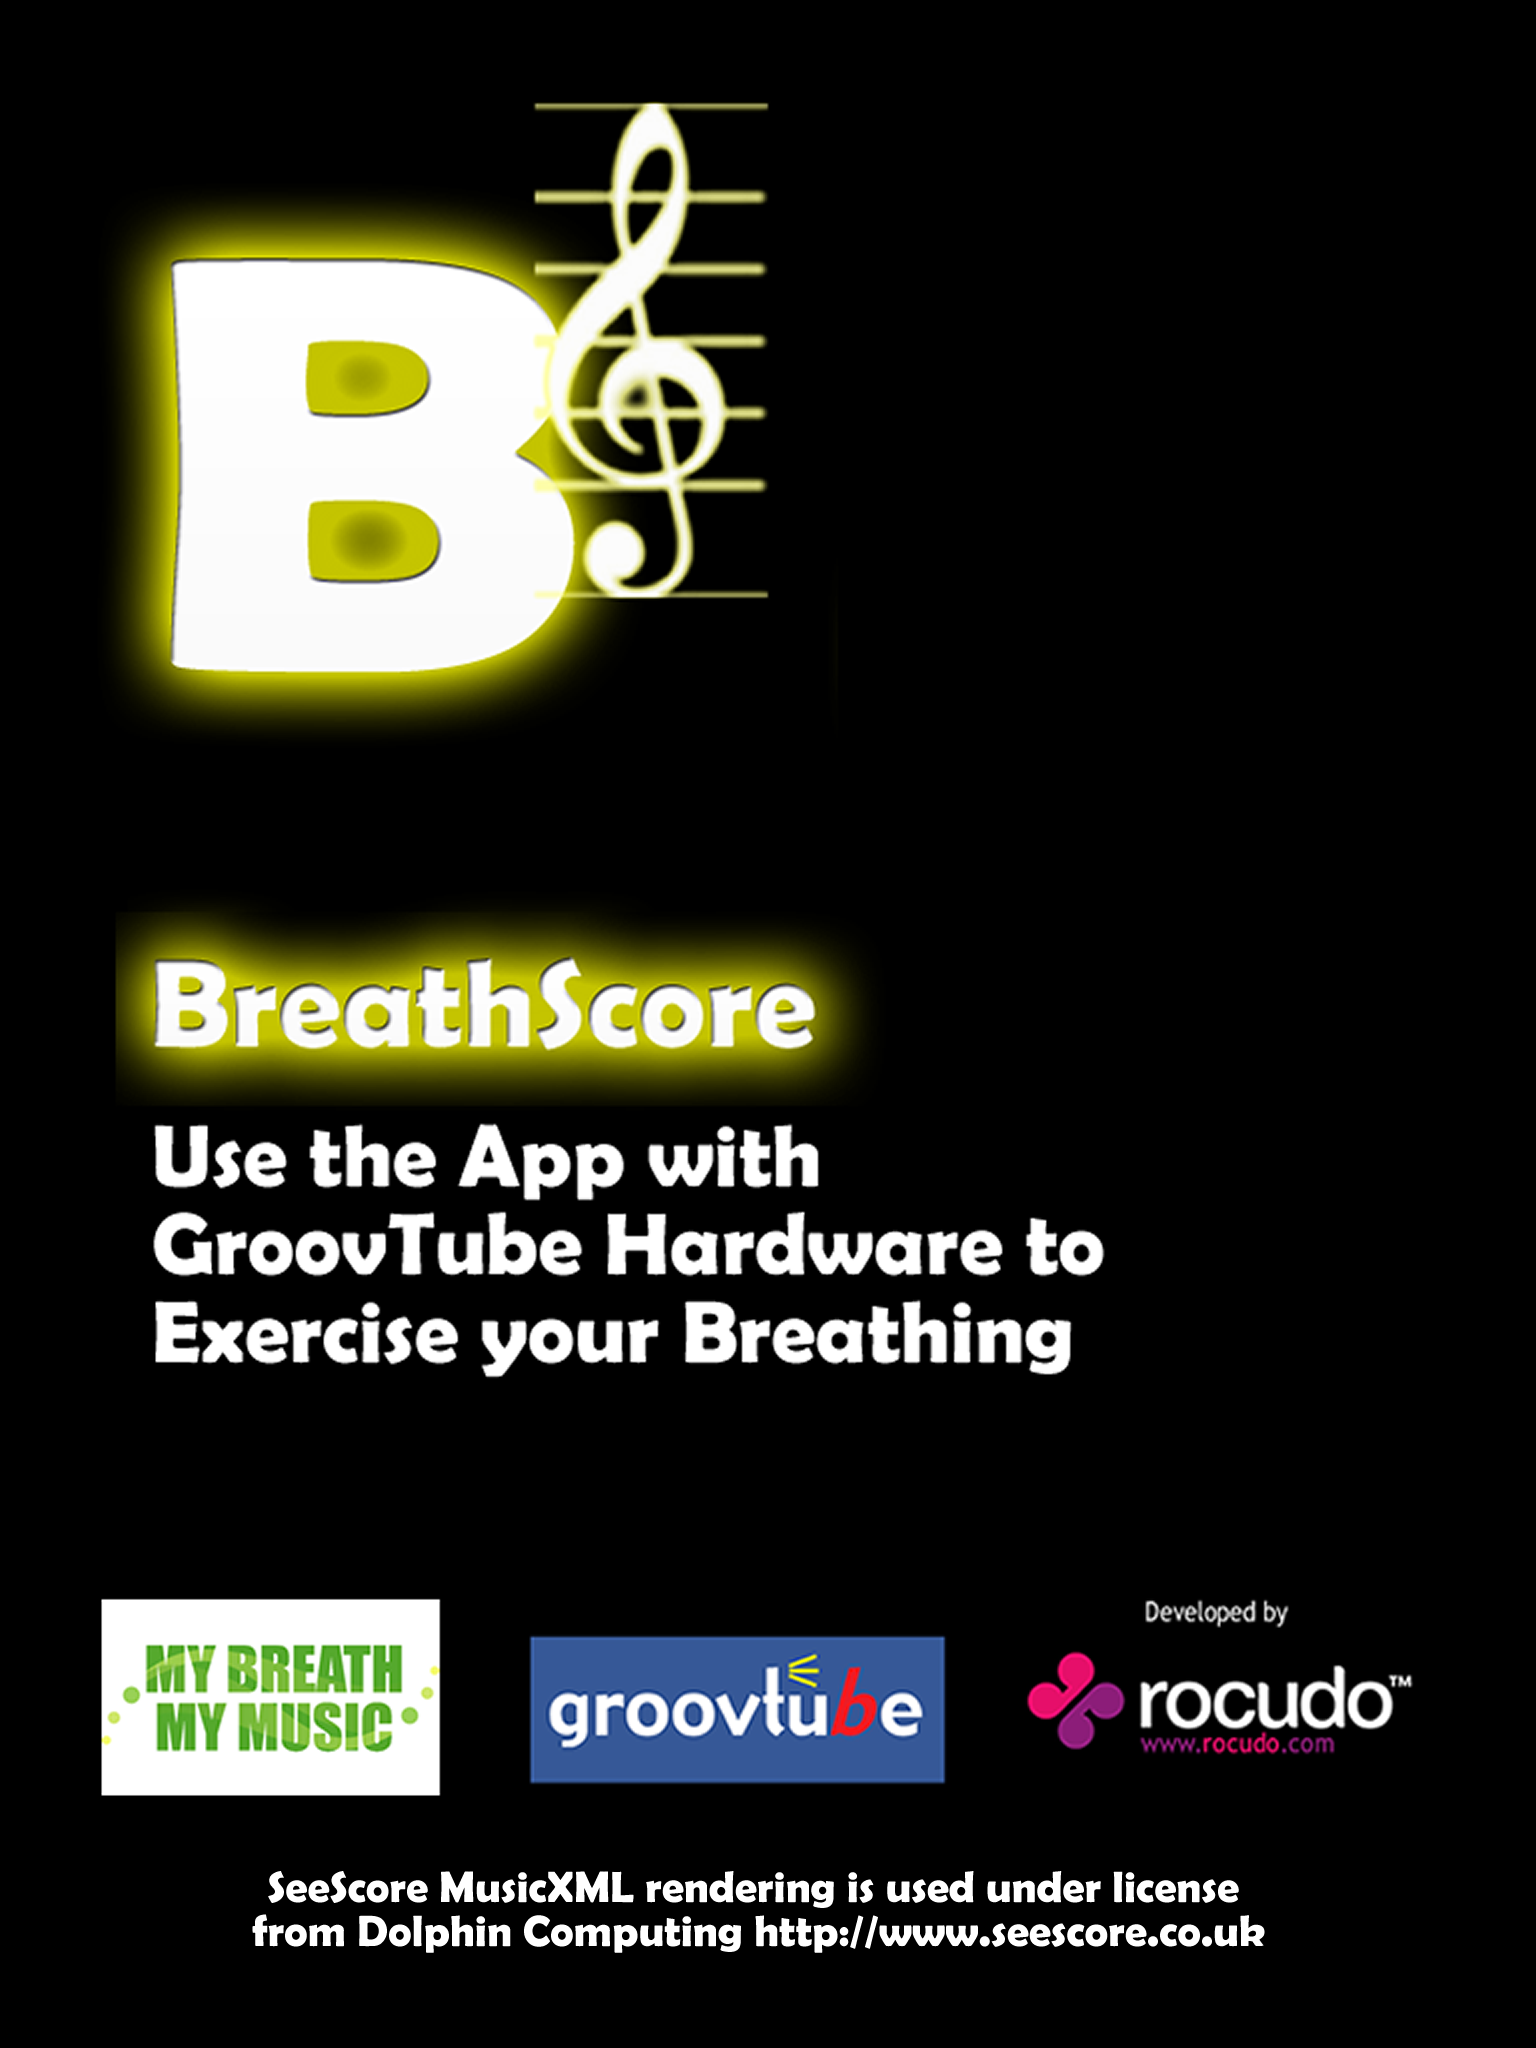 B
BreathScore
Use the App with
GroovTube Hardware to
Exercise your Breathing
MY BREATH
MY MUSIC
groovtube
Developed by
rocudo™
www.rocudo.com
SeeScore MusicXML rendering is used under license
from Dolphin Computing http://www.seescore.co.uk